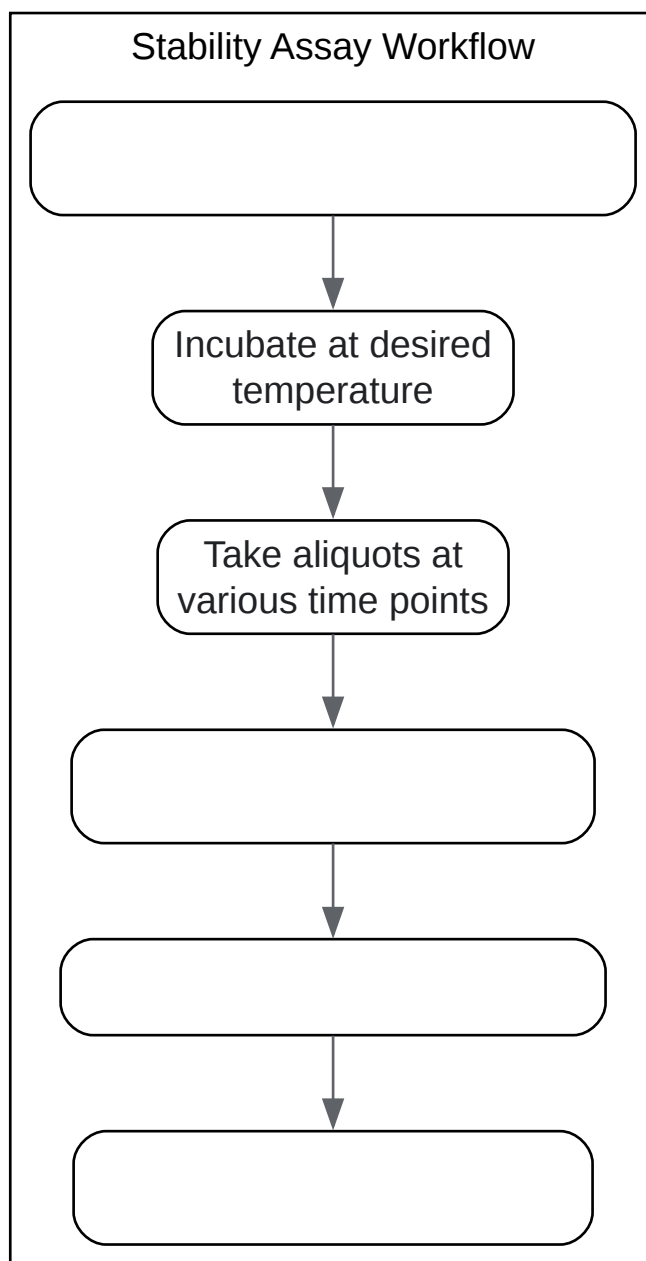 Stability Assay Workflow
Incubate at desired
temperature
Take aliquots at
various time points